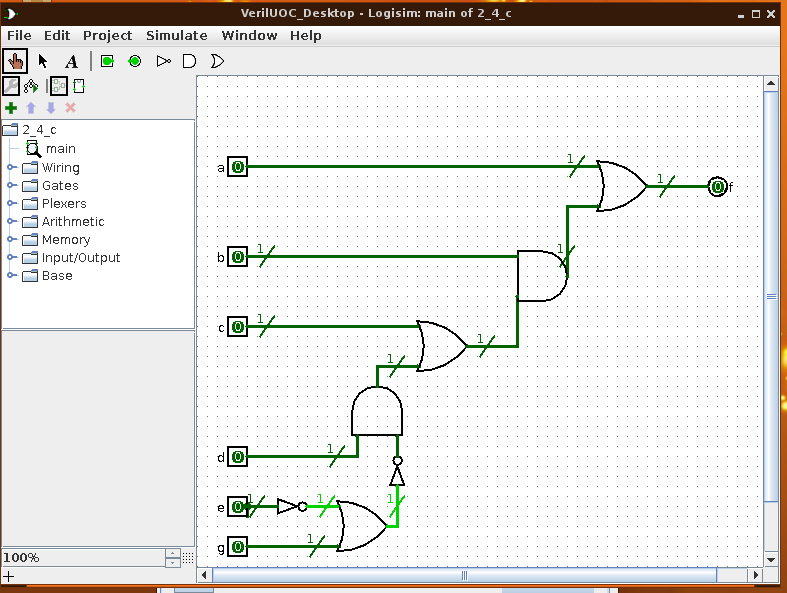 VerilUOC_Desktop - Logisim: main of 2_4_c
File Edit Project Simulate Window Help
A
2_4_c
main
Wiring
Gates
Plexers
Arithmetic
Memory
Input/Output
Base
100%
a 0 1 1 0 f
b 0 1 1
c 0 1 1
1
d 0 1
e 0 1 1 1
g 0 1